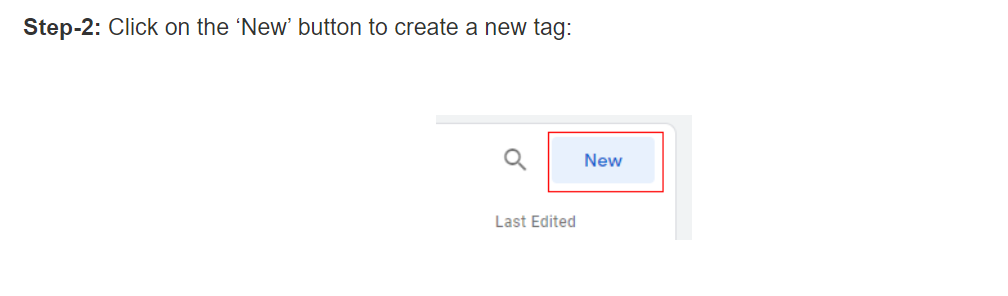 Step-2: Click on the ‘New’ button to create a new tag:
New
Last Edited